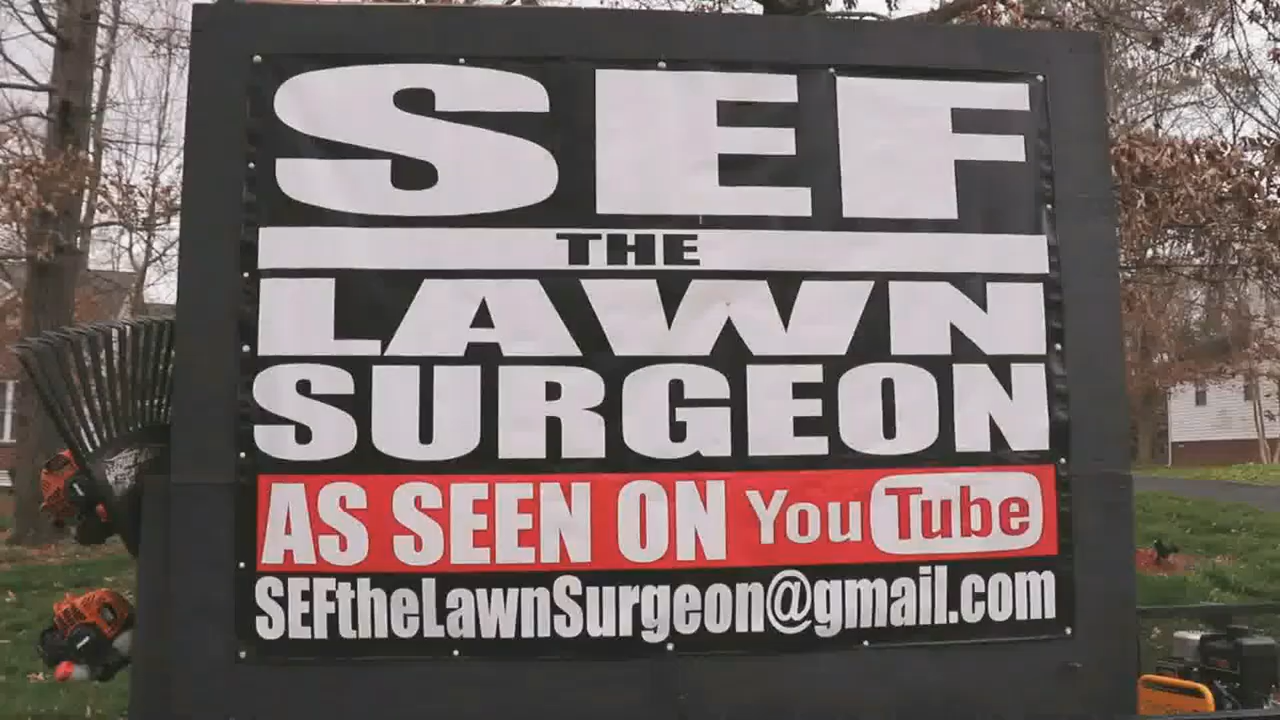 SEF
THE
LAWN
SURGEON
AS SEEN ON YouTube
SEFtheLawnSurgeon@gmail.com